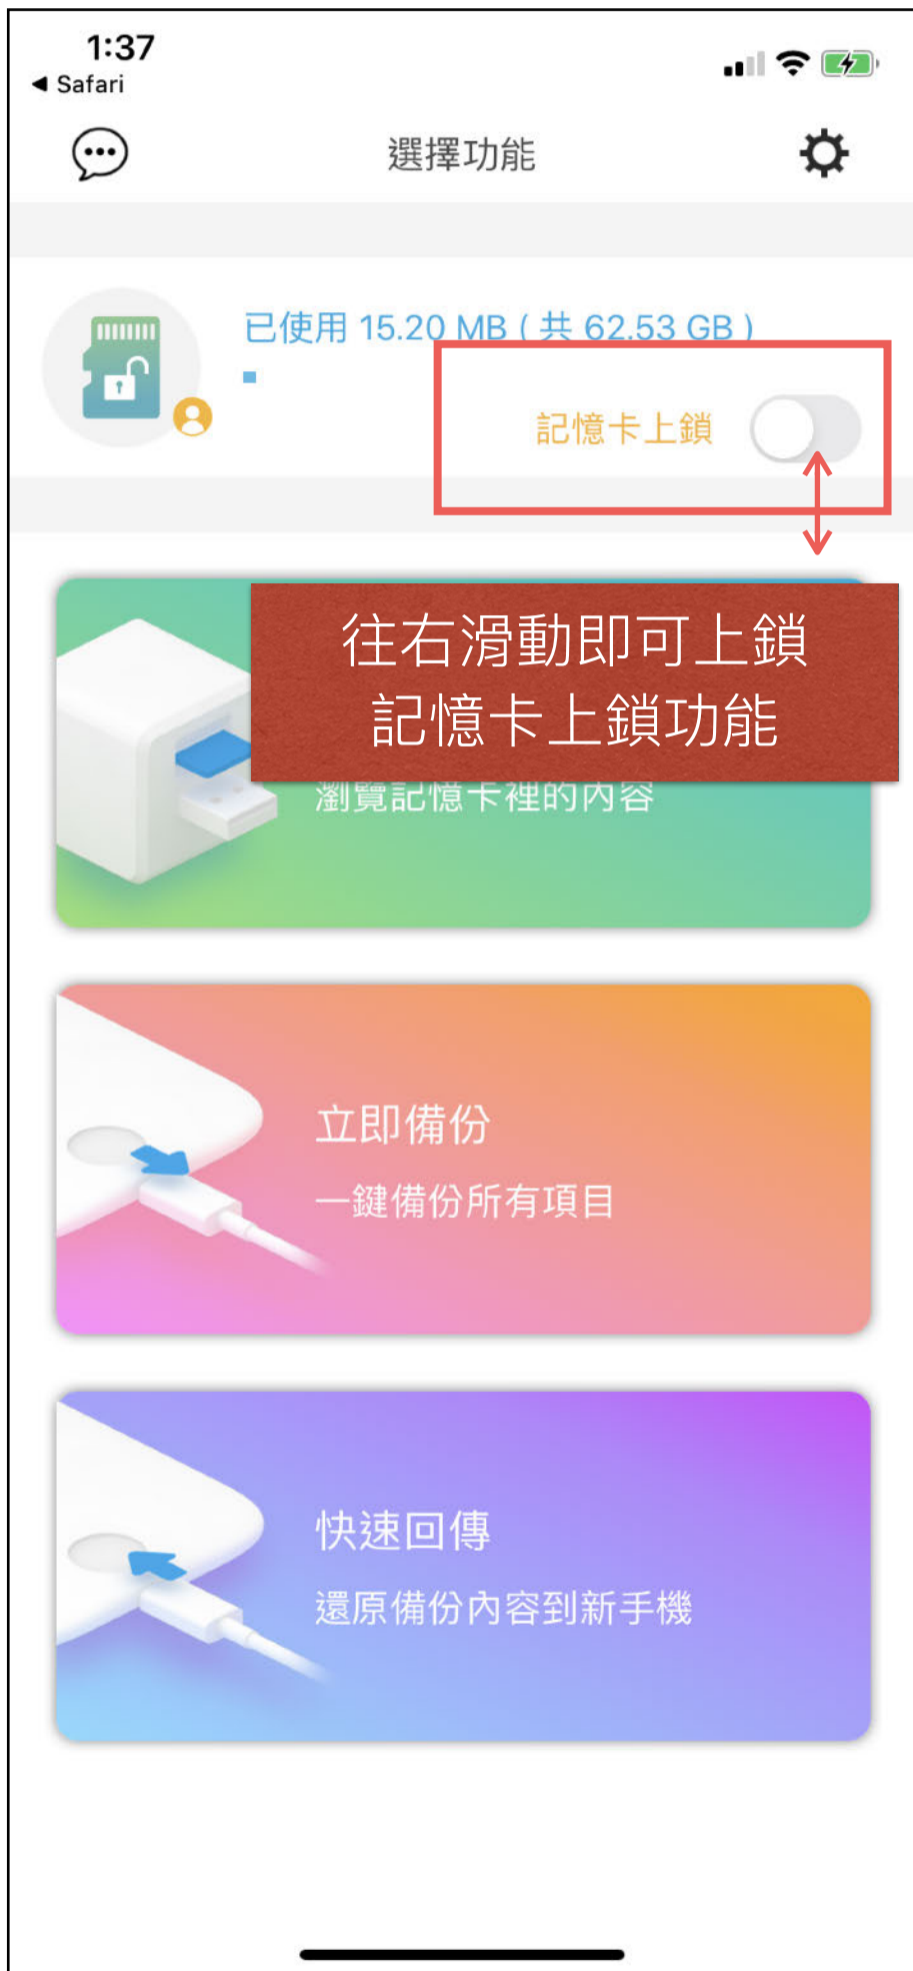 1:37
◀ Safari
選擇功能
已使用 15.20 MB ( 共 62.53 GB )
記憶卡上鎖
往右滑動即可上鎖
記憶卡上鎖功能
瀏覽記憶卡裡的內容
立即備份
一鍵備份所有項目
快速回傳
還原備份內容到新手機